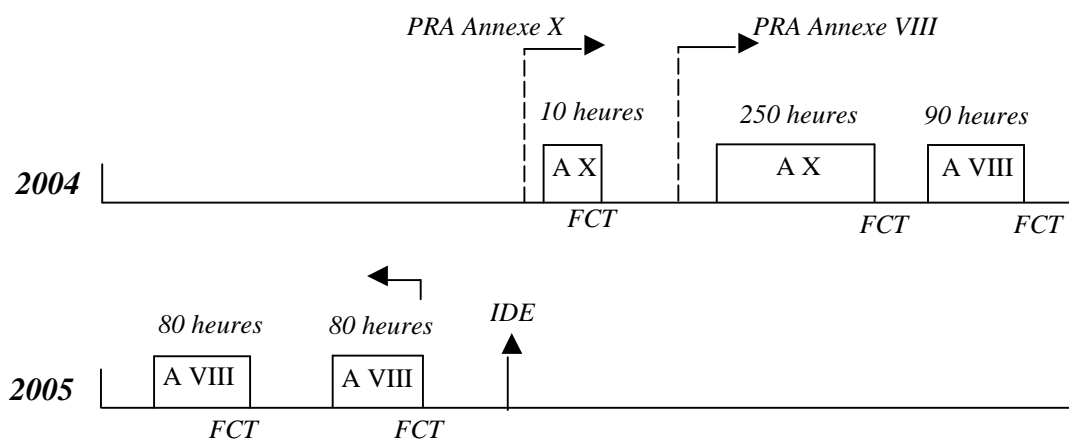 PRA Annexe X
PRA Annexe VIII
10 heures
250 heures
90 heures
2004
A X
A X
A VIII
FCT
FCT
FCT
80 heures
80 heures
IDE
2005
A VIII
A VIII
FCT
FCT